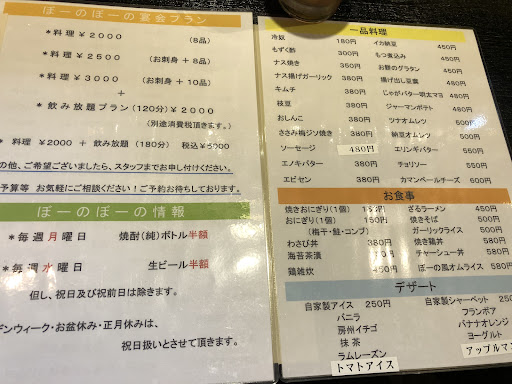 ぼーのぼーの宴会プラン
*料理 ¥2000 (8品)
*料理 ¥2500 (お刺身 + 8品)
*料理 ¥3000 (お刺身 + 10品)
+
*飲み放題プラン(120分)¥2000
(別途消費税頂きます。)
料理 ¥2000 + 飲み放題 (180分) 税込¥5000
の他、ご希望ございましたら、スタッフまでお申し付けください。
予算等 お気軽にご相談ください!ご予約お待ちしております。
ぼーのぼーの情報
*毎週月曜日 焼酎(純)ボトル半額
*毎週水曜日 生ビール半額
但し、祝日及び祝前日は除きます。
デンウィーク・お盆休み・正月休みは、
祝日扱いとさせて頂きます。
一品料理
冷奴 180円
もずく酢 300円
ナス焼き 350円
ナス揚げガーリック 380円
キムチ 380円
枝豆 380円
おしんこ 380円
ささみ梅ジソ焼き 380円
ソーセージ 480円
エノキバター 380円
エビセン 380円
イカ納豆 450円
もつ煮込み 450円
お餅のグラタン 450円
揚げ出し豆腐 450円
じゃがバター明太マヨ 480円
ジャーマンポテト 480円
ツナオムレツ 500円
納豆オムレツ 500円
エリンギバター 550円
チョリソー 550円
カマンベールチーズ 600円
お食事
焼きおにぎり(1個) 150円
おにぎり(1個) 150円
(梅干・鮭・コンブ)
わさび丼 380円
海苔茶漬 350円
鶏雑炊 380円
ざるラーメン 450円
焼きそば 500円
ガーリックライス 500円
焼き鶏丼 580円
チャーシュー丼 580円
ぼーの風オムライス 580円
デザート
自家製アイス 250円
バニラ
房州イチゴ
抹茶
ラムレーズン
トマトアイス
自家製シャーベット 250円
フランボア
バナナオレンジ
ヨーグルト
アップルマン